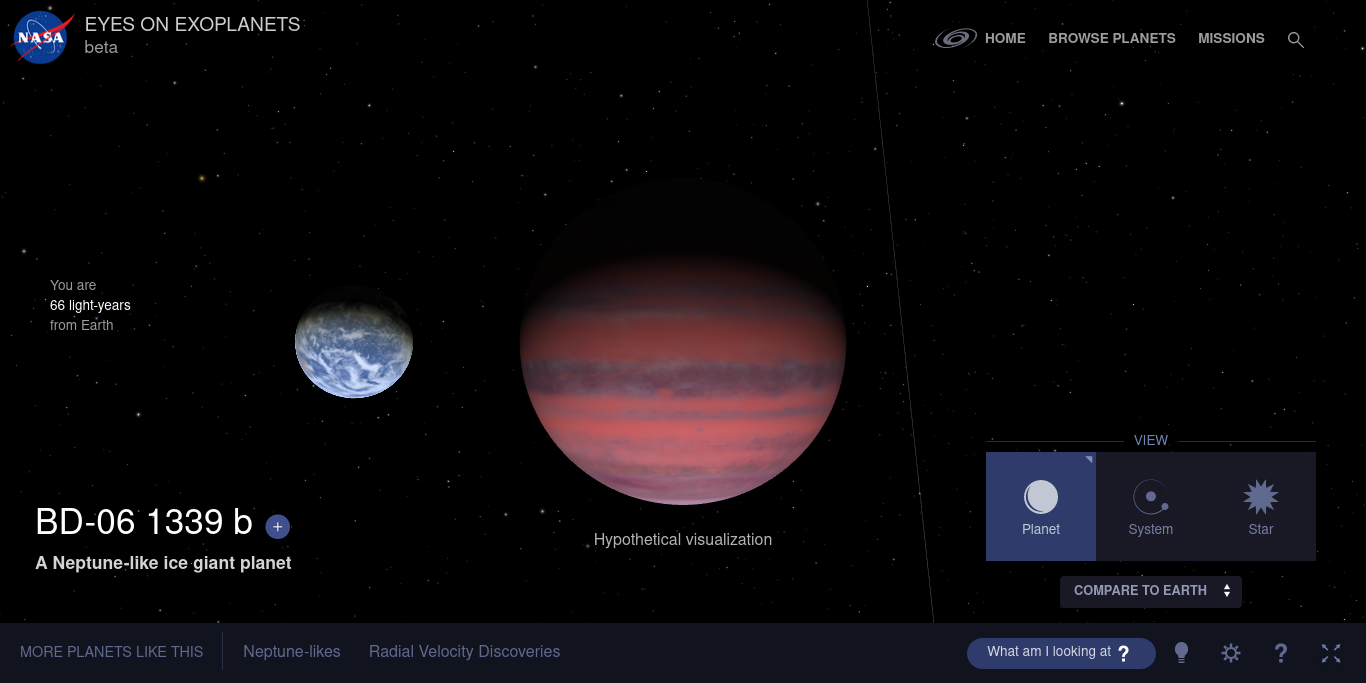 NASA
EYES ON EXOPLANETS
beta
HOME
BROWSE PLANETS
MISSIONS
You are
66 light-years
from Earth
BD-06 1339 b +
A Neptune-like ice giant planet
Hypothetical visualization
VIEW
Planet
System
Star
COMPARE TO EARTH
MORE PLANETS LIKE THIS
Neptune-likes
Radial Velocity Discoveries
What am I looking at ?
?